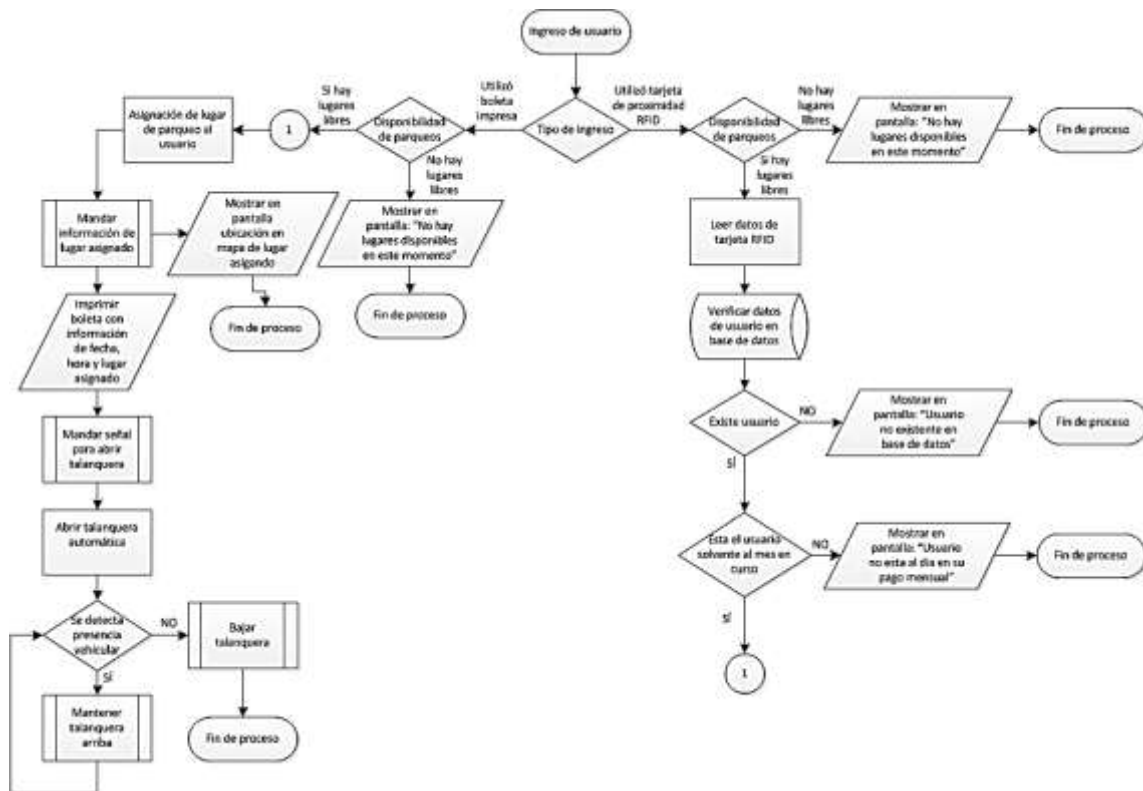 Ingreso de usuario
Tipo de ingreso
Utilizó
boleta
impresa
Utilizó tarjeta
de proximidad
RFID
Disponibilidad
de parqueos
Si hay
lugares
libres
1
Asignación de lugar
de parqueo al
usuario
No hay
lugares
libres
Mostrar en
pantalla: "No hay
lugares disponibles
en este momento"
Fin de proceso
Mandar
información de
lugar asignado
Mostrar en
pantalla
ubicación en
mapa de lugar
asigando
Fin de proceso
Imprimir
boleta con
información
de fecha,
hora y lugar
asignado
Mandar señal
para abrir
talanquera
Abrir talanquera
automática
Se detecta
presencia
vehicular
NO
Bajar
talanquera
Fin de proceso
SÍ
Mantener
talanquera
arriba
Disponibilidad
de parqueos
No hay
lugares
libres
Mostrar en
pantalla: "No hay
lugares disponibles
en este momento"
Fin de proceso
Si hay
lugares
libres
Leer datos de
tarjeta RFID
Verificar datos
de usuario en
base de datos
Existe usuario
NO
Mostrar en
pantalla: "Usuario
no existente en
base de datos"
Fin de proceso
SÍ
Esta el usuario
solvente al mes en
curso
NO
Mostrar en
pantalla: "Usuario
no esta al dia en su
pago mensual"
Fin de proceso
SÍ
1